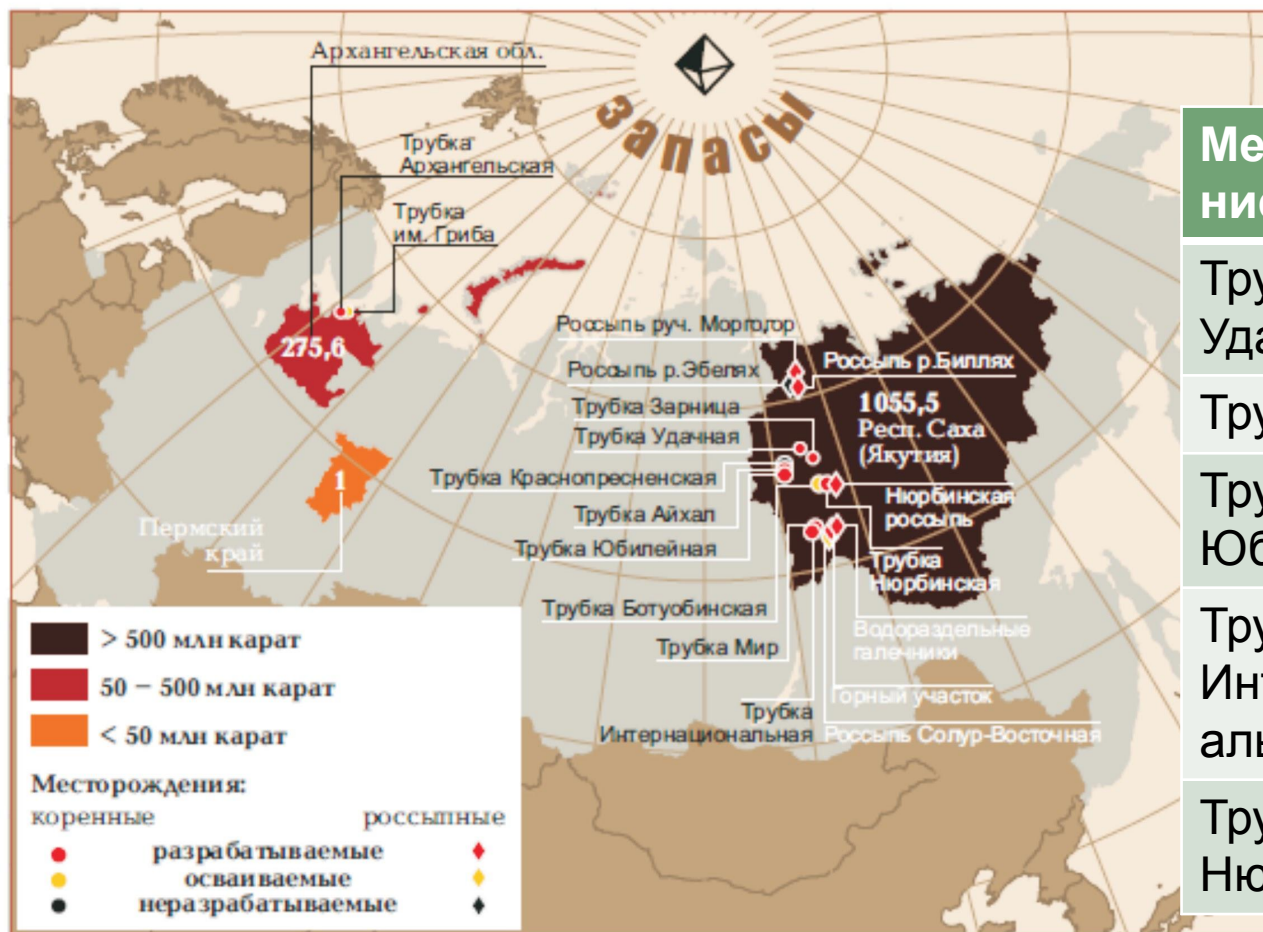 Архангельская обл.
Запасы
Трубка
Архангельская
Трубка
им. Гриба
275,6
Россыпь руч. Моргогор
Россыпь р.Эбелях
Россыпь р.Биллях
Трубка Зарница
1055,5
Респ. Саха
(Якутия)
Трубка Удачная
Трубка Краснопресненская
1
Нюрбинская
россыпь
Трубка Айхал
Пермский
край
Трубка Юбилейная
Трубка
Нюрбинская
Трубка Ботуобинская
Водораздельные
галечники
Трубка Мир
Горный участок
Трубка
Интернациональная
Россыпь Солур-Восточная
> 500 млн карат
50 – 500 млн карат
< 50 млн карат
Месторождения:
коренные россыпные
разрабатываемые
осваиваемые
неразрабатываемые
Ме
ни
Тру
Уда
Тру
Тру
Юб
Тру
Инт
аль
Тру
Ню